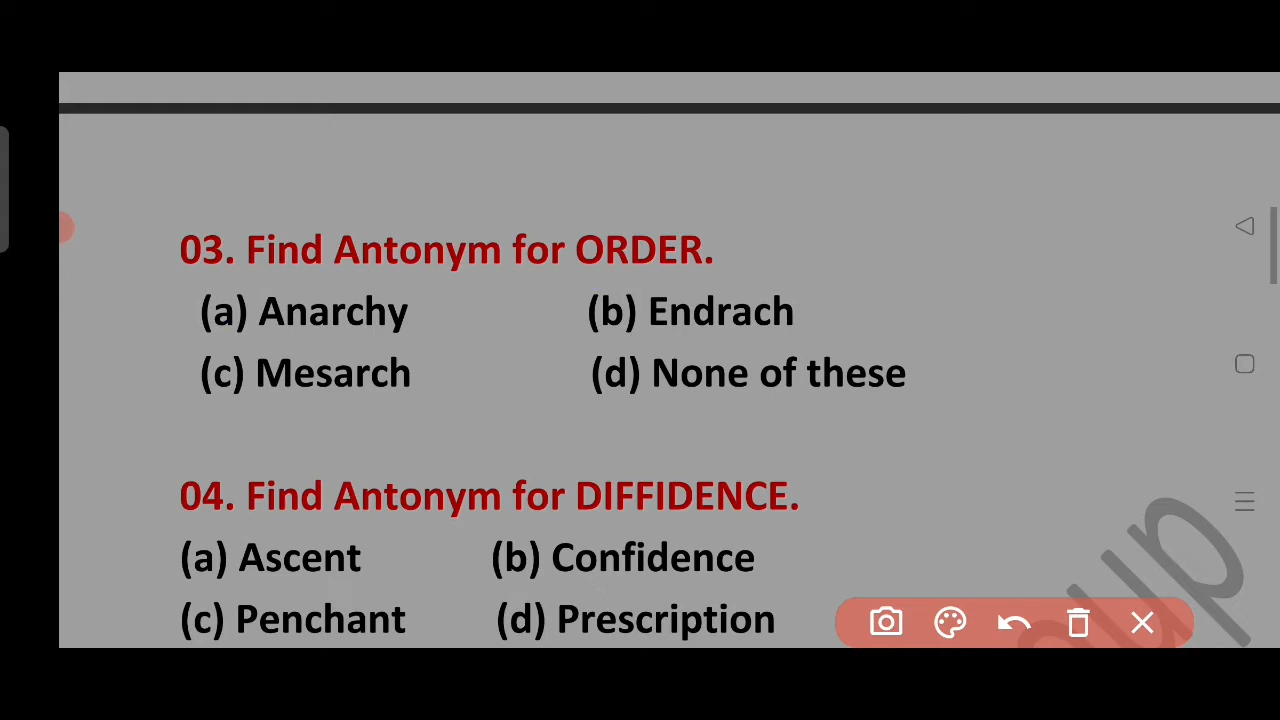 03. Find Antonym for ORDER.
(a) Anarchy (b) Endrach
(c) Mesarch (d) None of these
04. Find Antonym for DIFFIDENCE.
(a) Ascent (b) Confidence
(c) Penchant (d) Prescription